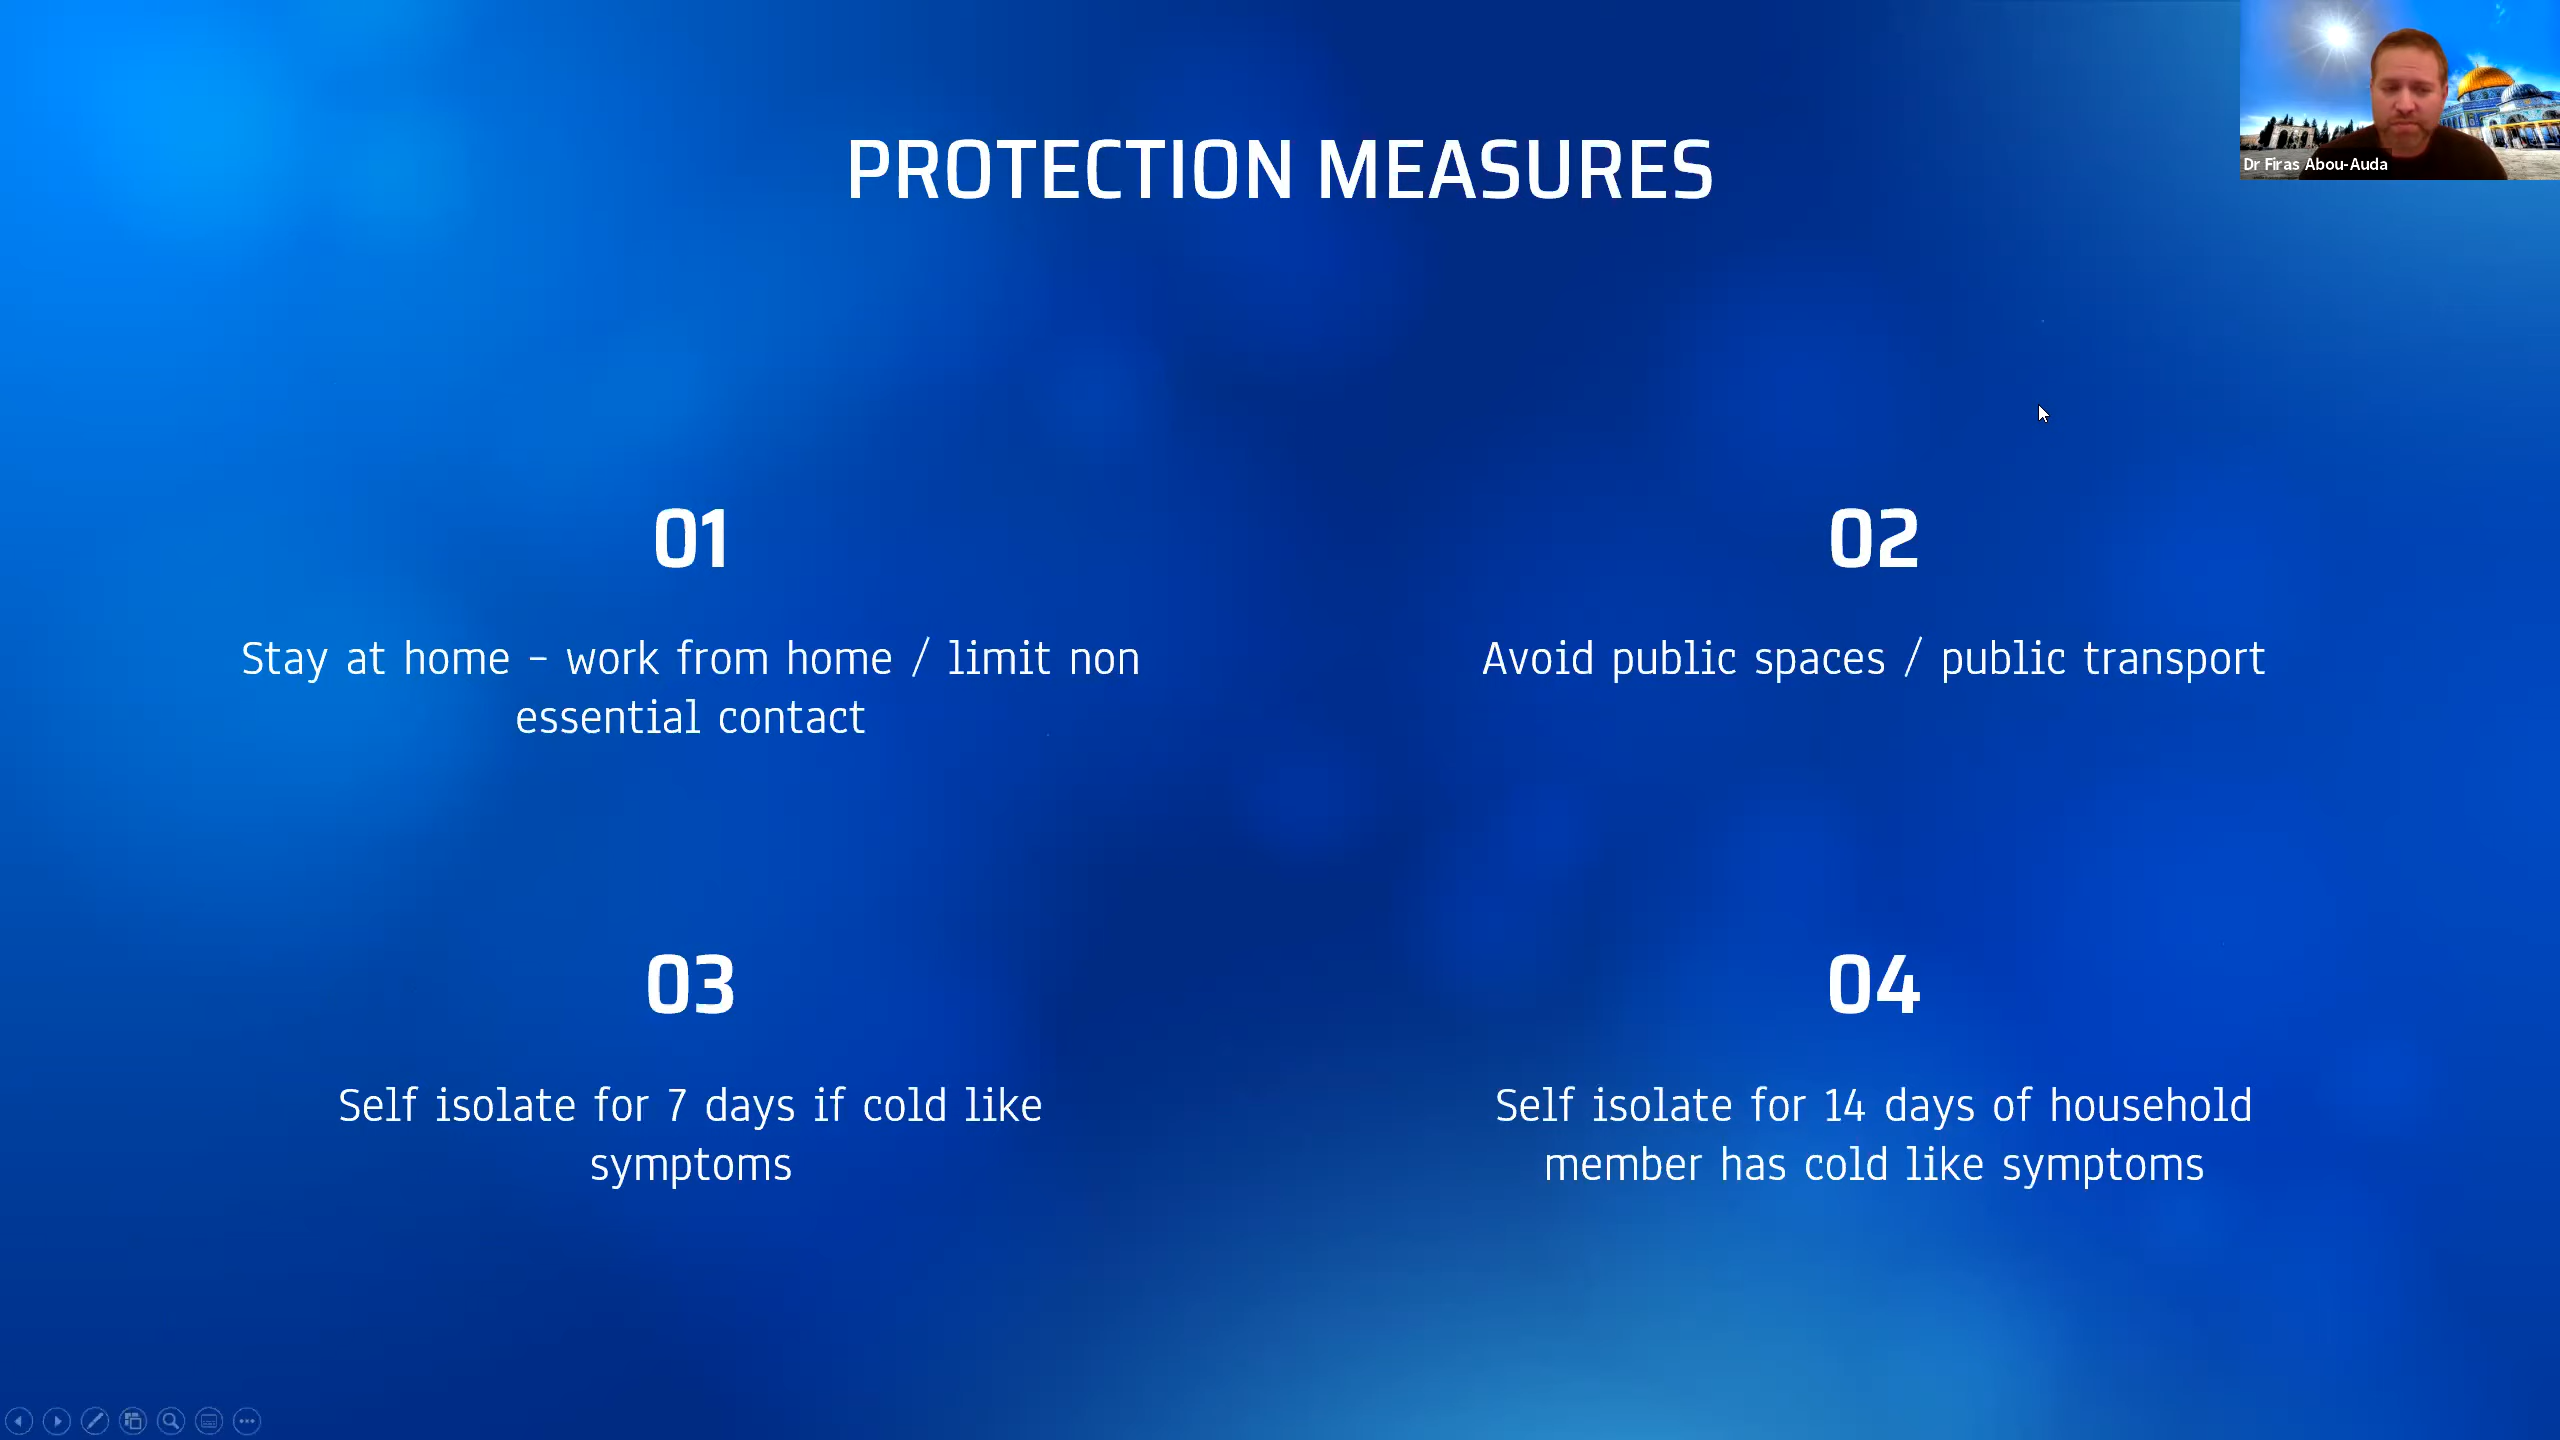 PROTECTION MEASURES
Dr Firas Abou-Auda
01
Stay at home – work from home / limit non
essential contact
02
Avoid public spaces / public transport
03
Self isolate for 7 days if cold like
symptoms
04
Self isolate for 14 days of household
member has cold like symptoms